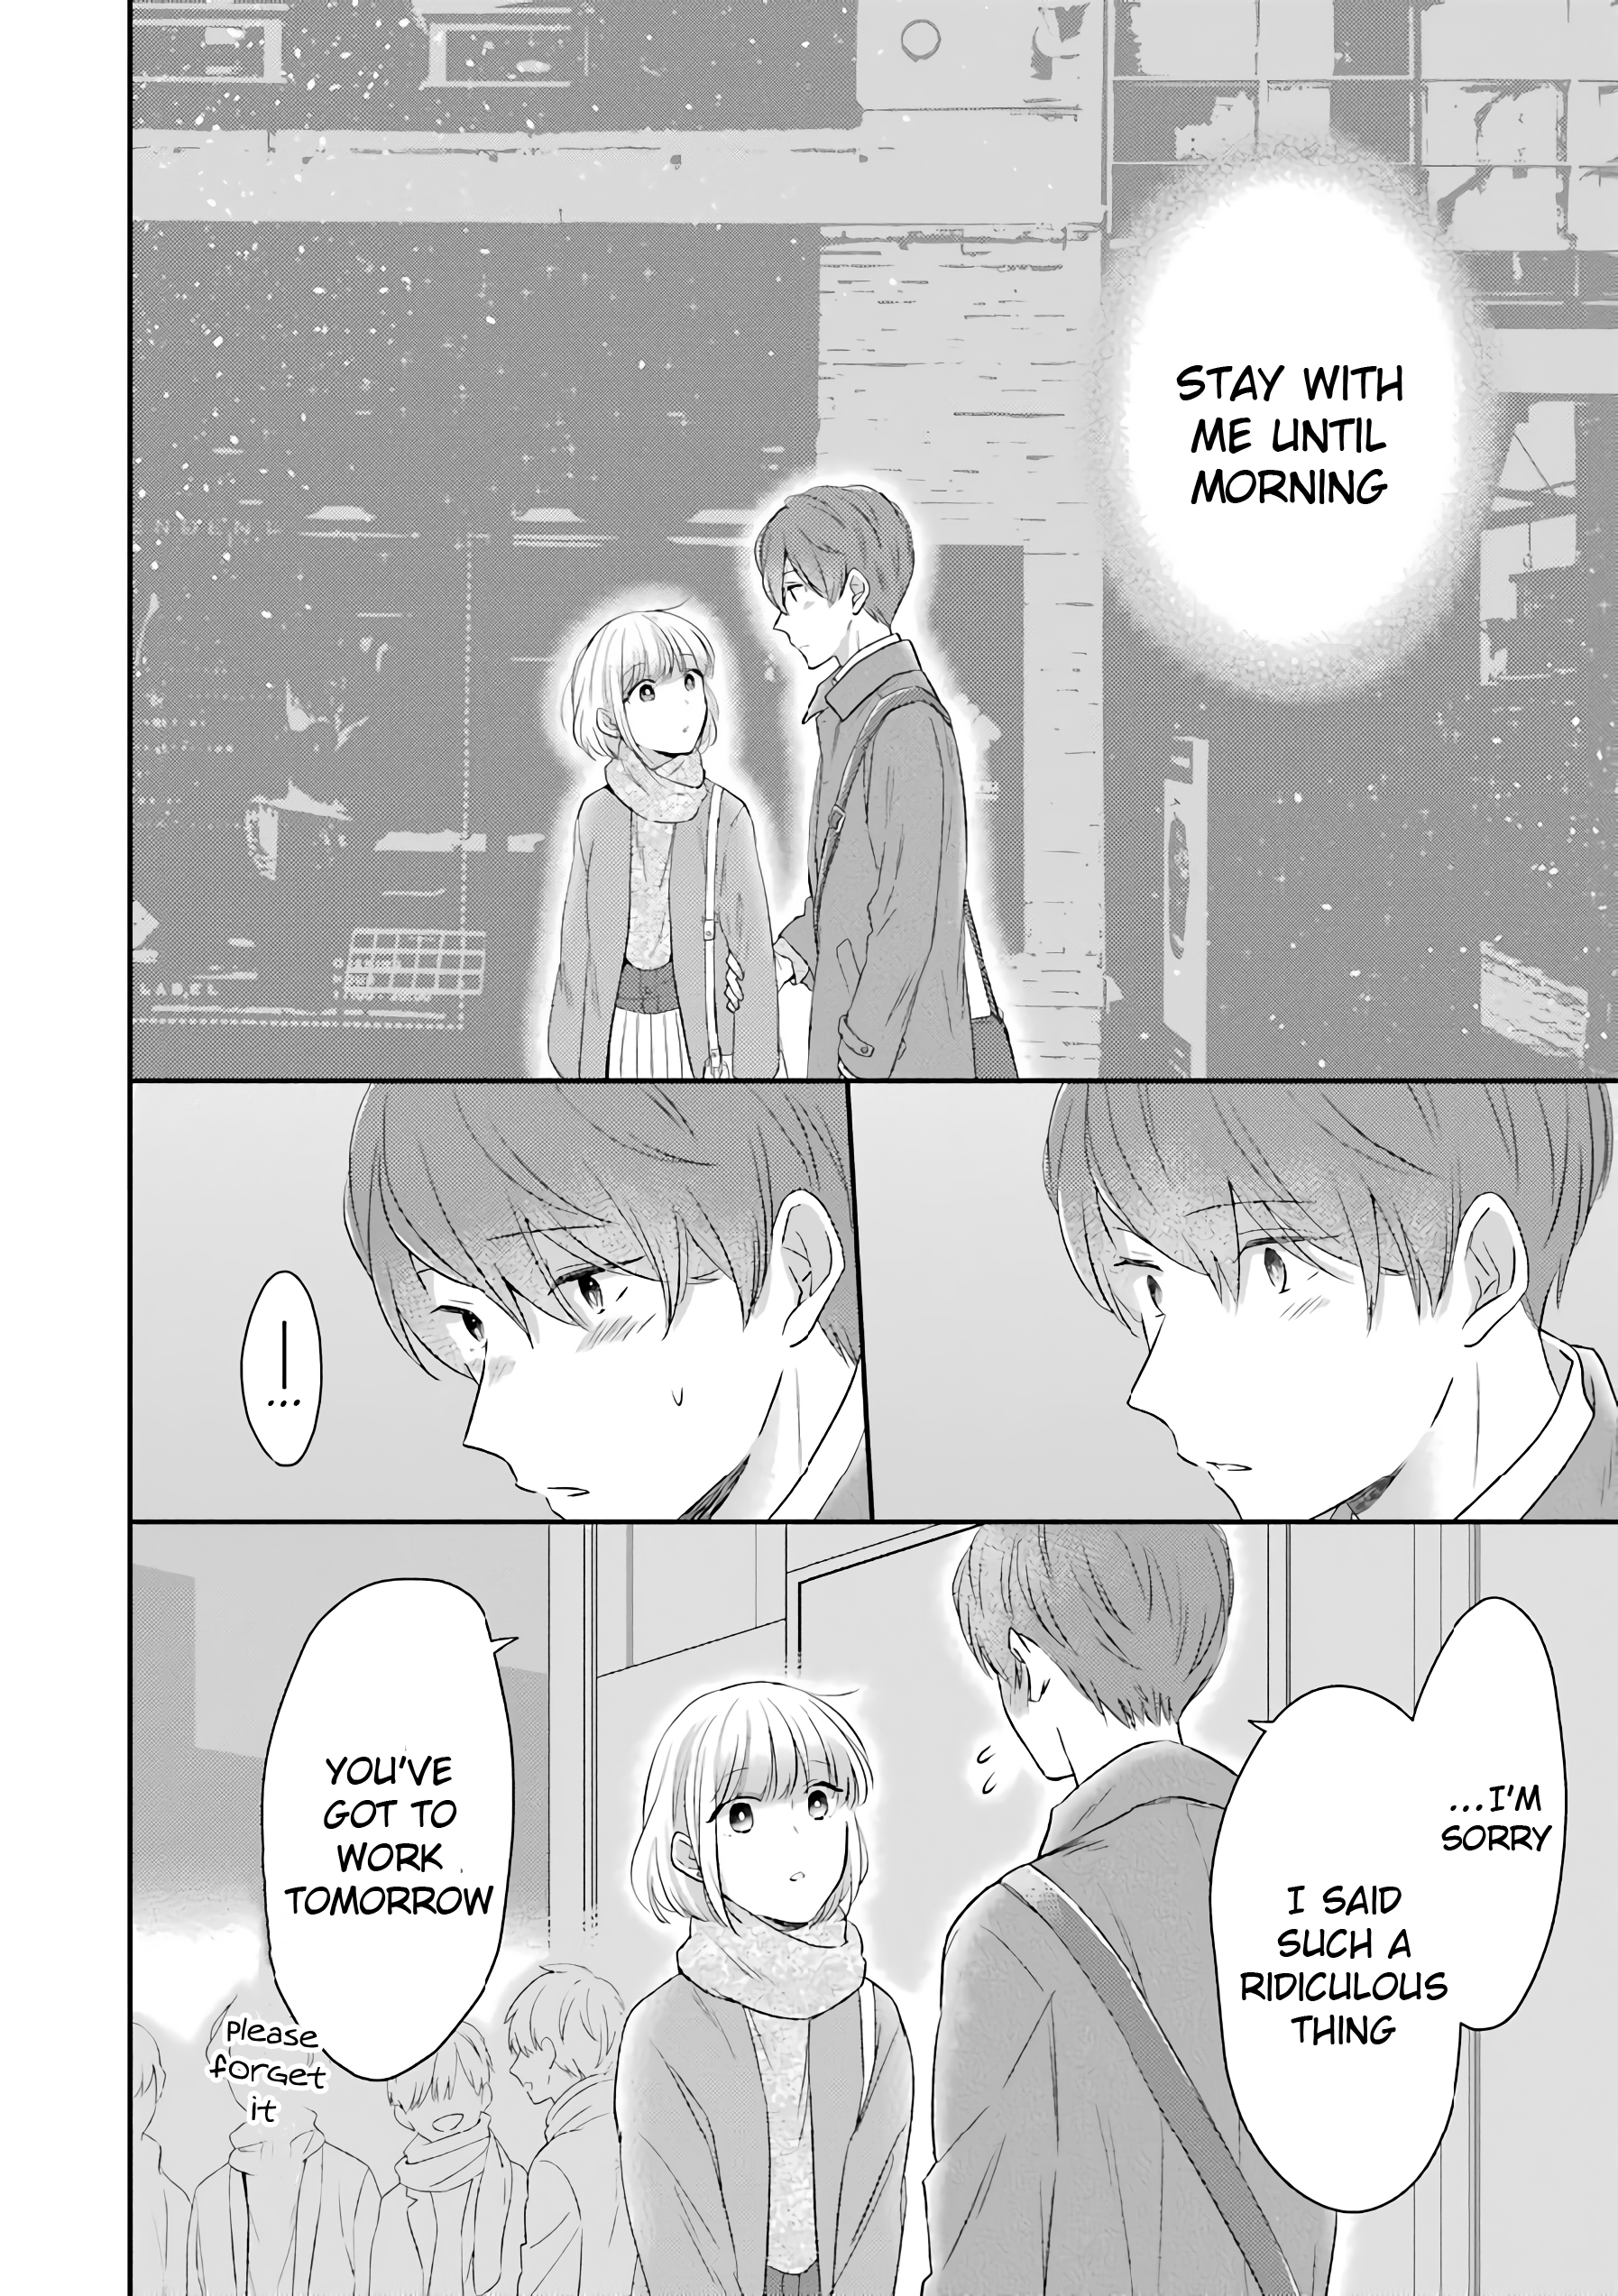 STAY WITH
ME UNTIL
MORNING
...
...I'M
SORRY
I SAID
SUCH A
RIDICULOUS
THING
YOU'VE
GOT TO
WORK
TOMORROW
Please
forget
it
LABEL